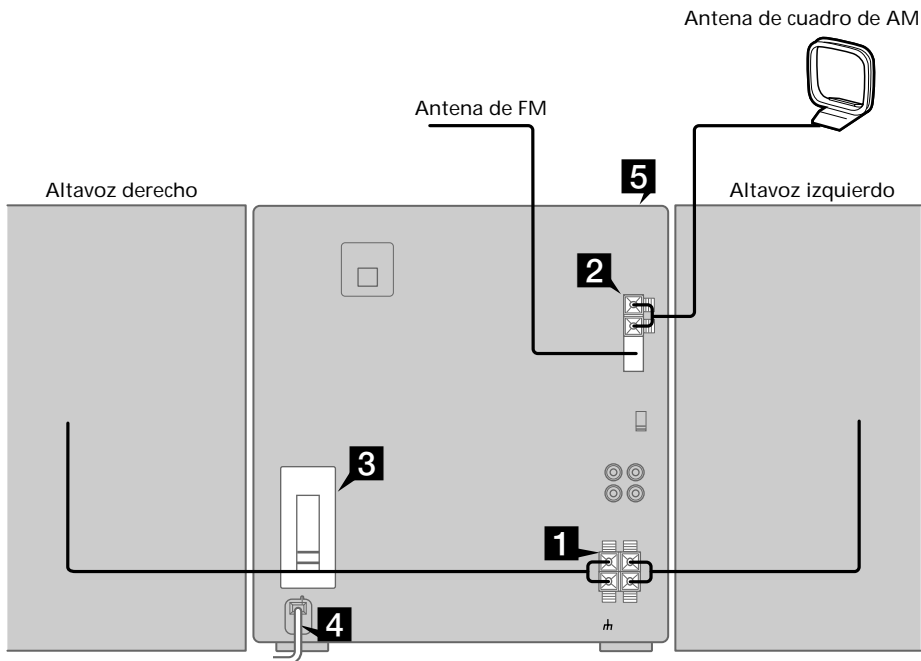 Antena de cuadro de AM
Antena de FM
Altavoz derecho
5
Altavoz izquierdo
2
3
1
4